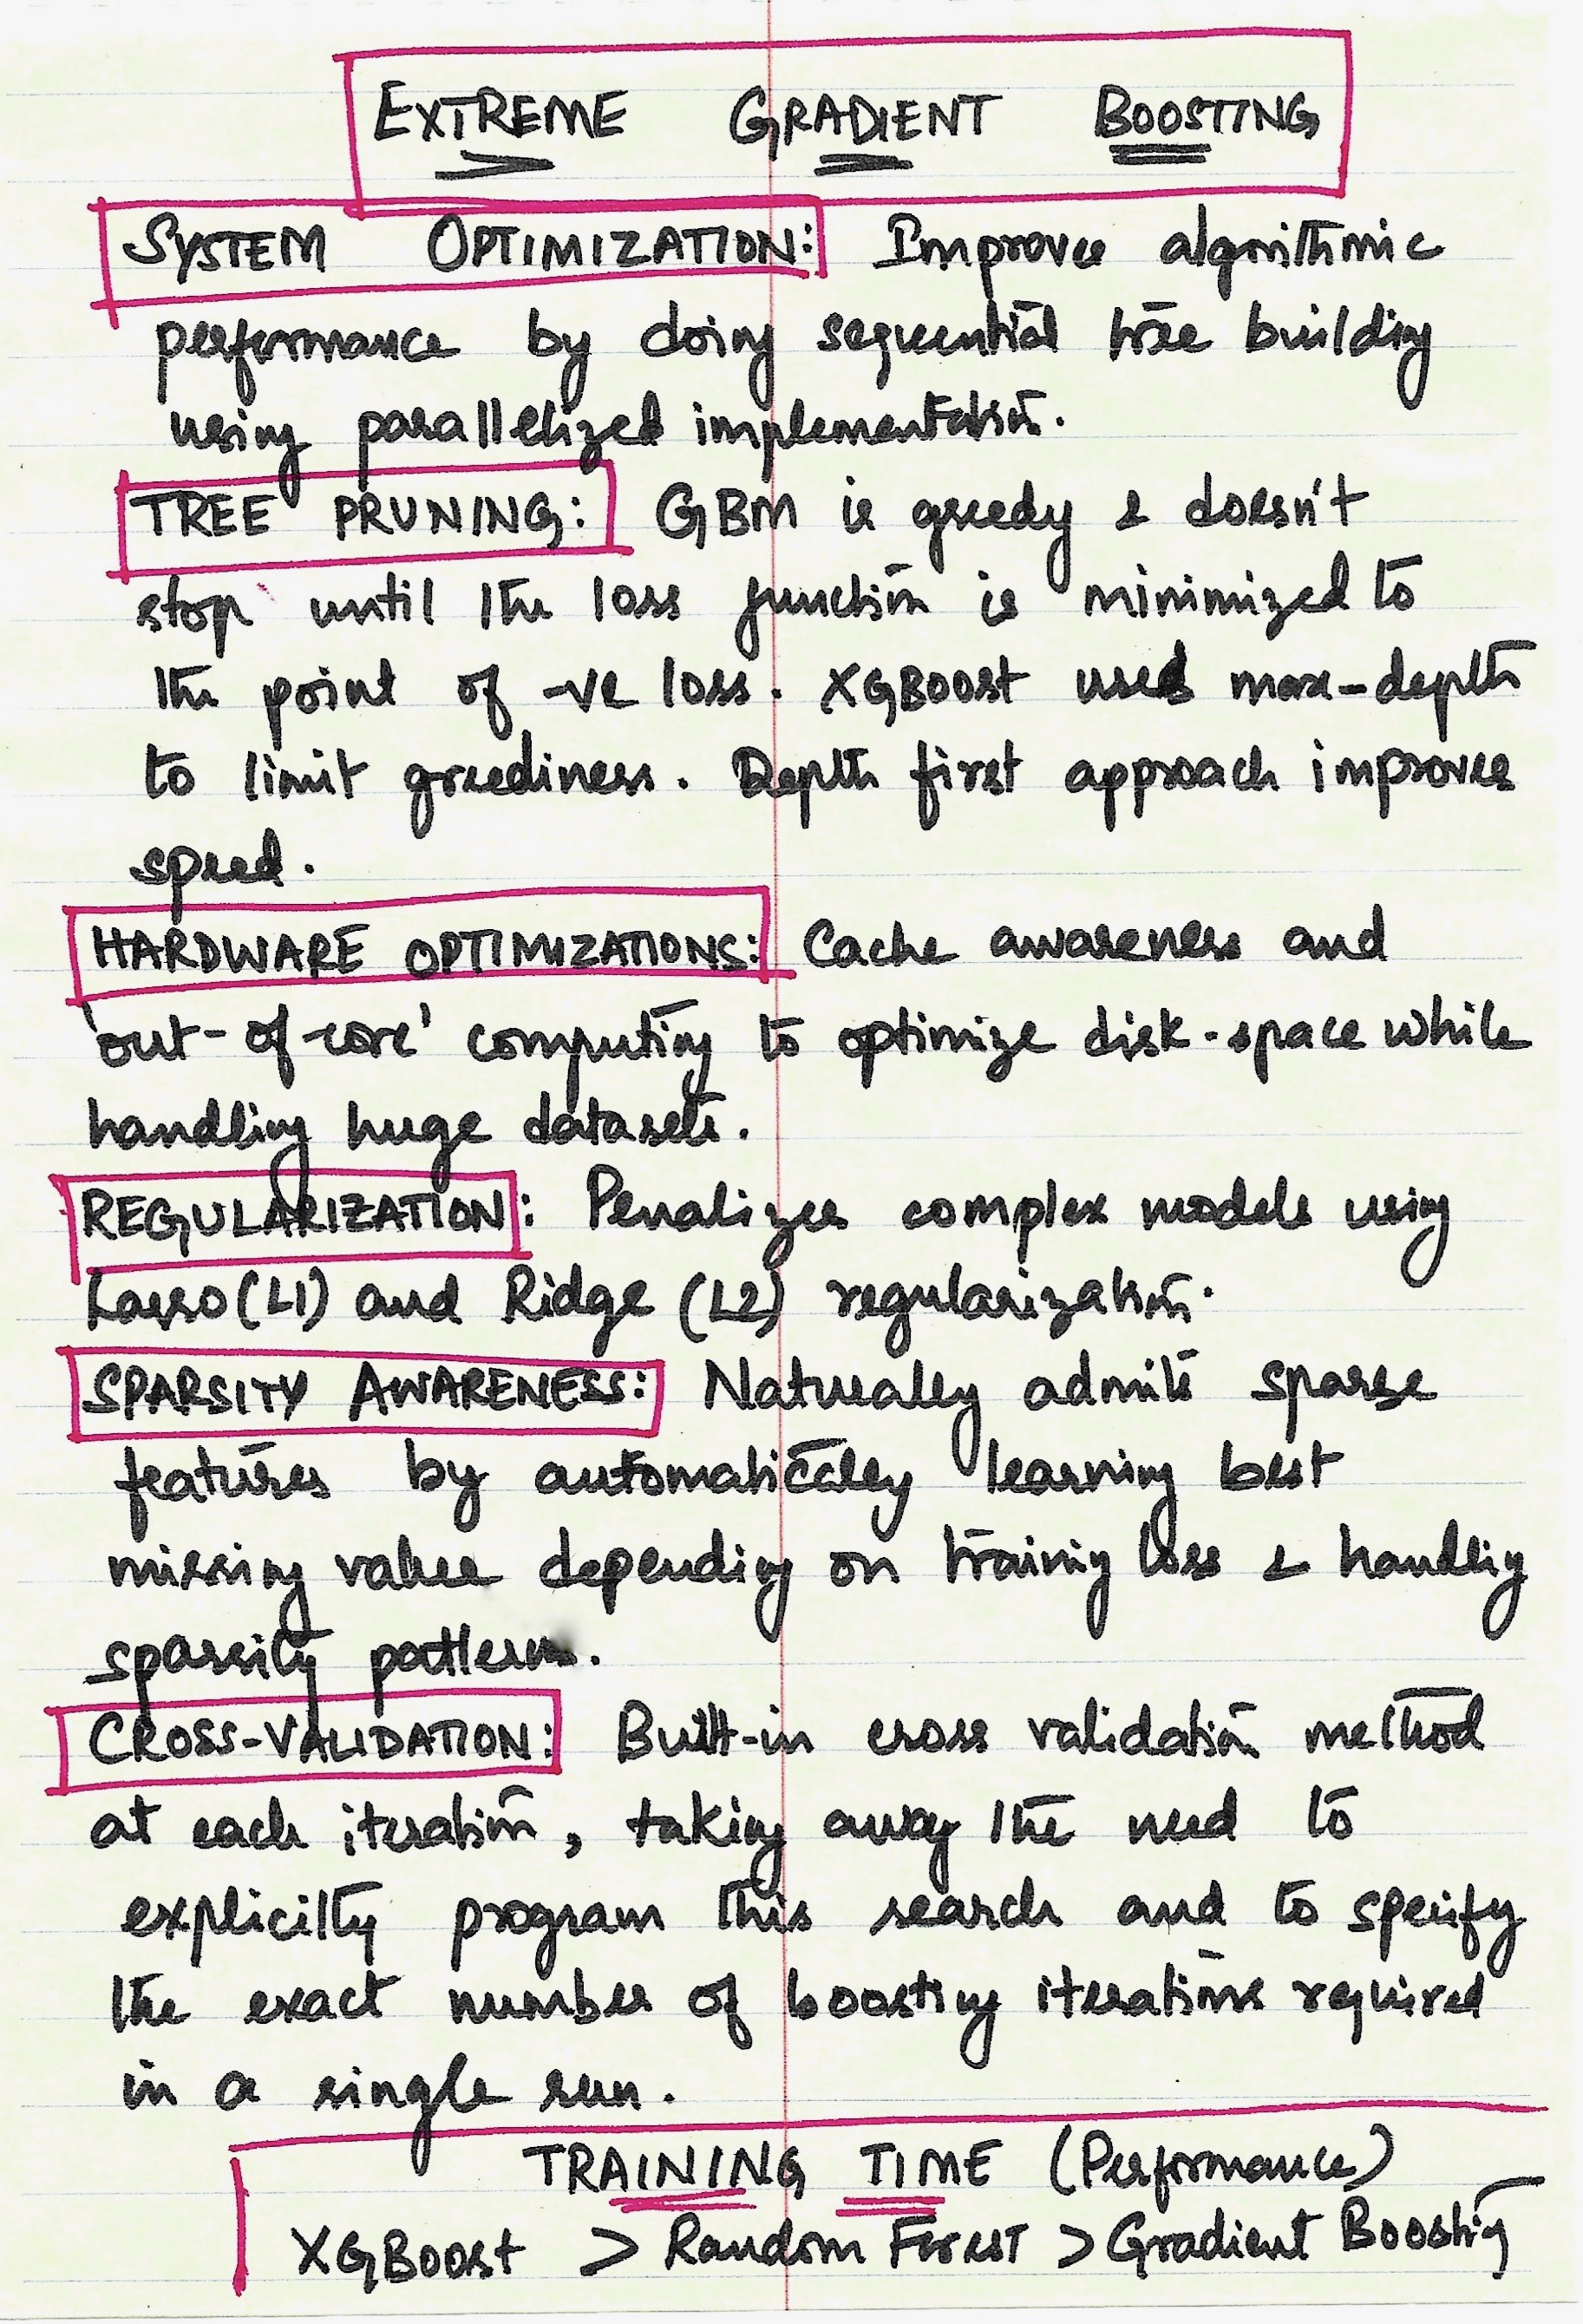 EXTREME GRADIENT BOOSTING
SYSTEM OPTIMIZATION: Improves algorithmic
performance by doing sequential tree building
using parallelized implementation.
TREE PRUNING: GBM is greedy & doesn't
stop until the loss function is minimized to
the point of -ve loss. XGBoost uses max-depth
to limit greediness. Depth first approach improves
speed.
HARDWARE OPTIMIZATIONS: Cache awareness and
'out-of-core' computing to optimize disk-space while
handling huge datasets.
REGULARIZATION: Penalizes complex models using
Lasso(L1) and Ridge (L2) regularization.
SPARSITY AWARENESS: Naturally admits sparse
features by automatically learning best
missing value depending on training loss & handling
sparsity patterns.
CROSS-VALIDATION: Built-in cross validation method
at each iteration, taking away the need to
explicitly program this search and to specify
the exact number of boosting iterations required
in a single run.
TRAINING TIME (Performance)
XGBoost > Random Forest > Gradient Boosting